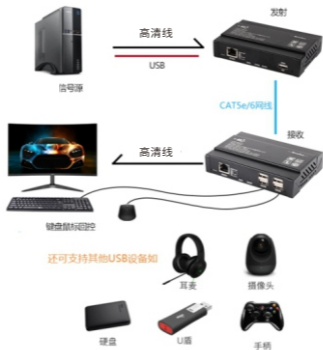 高清线
发射
USB
信号源
CAT5e/6网线
高清线
接收
键盘鼠标回控
还可支持其他USB设备如
耳麦
摄像头
硬盘
U盾
手柄